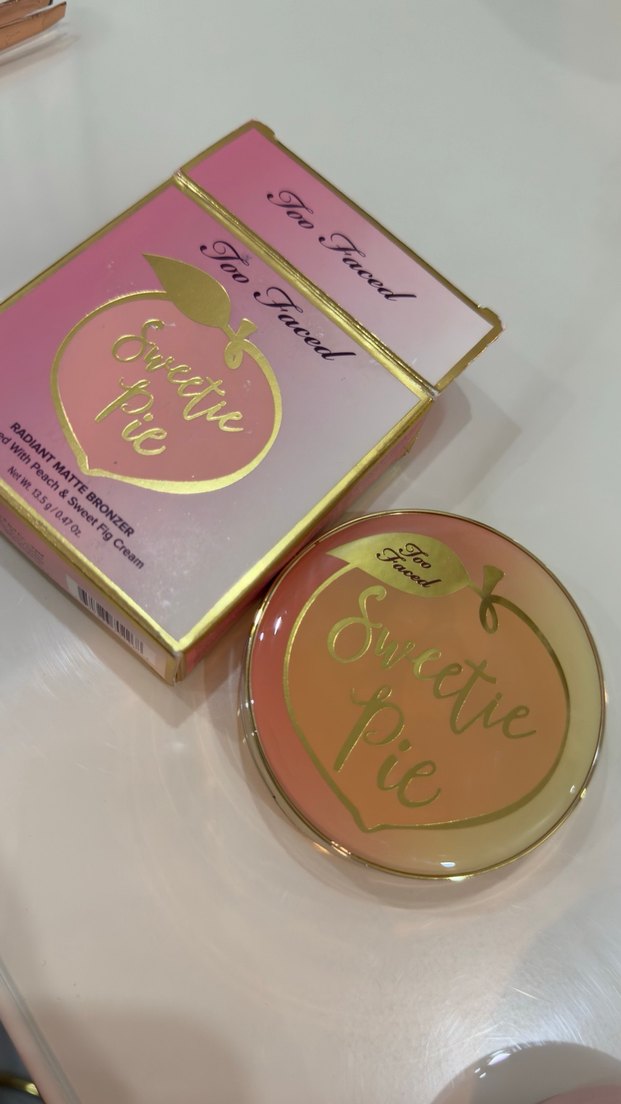 Too Faced
Too Faced
Sweetie
Pie
RADIANT MATTE BRONZER
With Peach & Sweet Fig Cream
Net Wt. 13.5 g / 0.47 Oz
Too
Faced
Sweetie
Pie